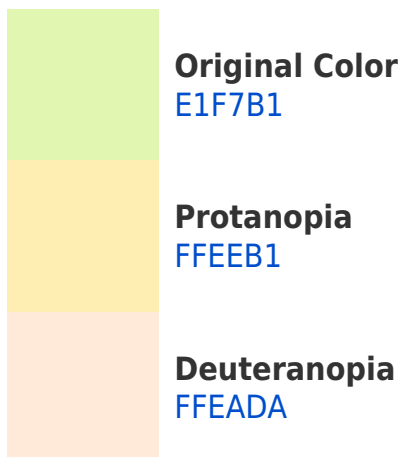 Original Color
E1F7B1
Protanopia
FFEEB1
Deuteranopia
FFEADA